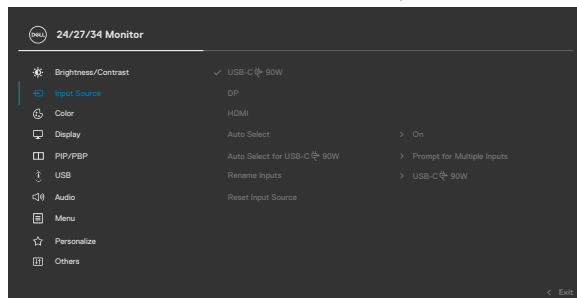 DELL 24/27/34 Monitor
Brightness/Contrast USB-C 90W
Input Source DP
Color HDMI
Display Auto Select > On
PIP/PBP Auto Select for USB-C 90W > Prompt for Multiple Inputs
USB Rename Inputs > USB-C 90W
Audio Reset Input Source
Menu
Personalize
Others
< Exit